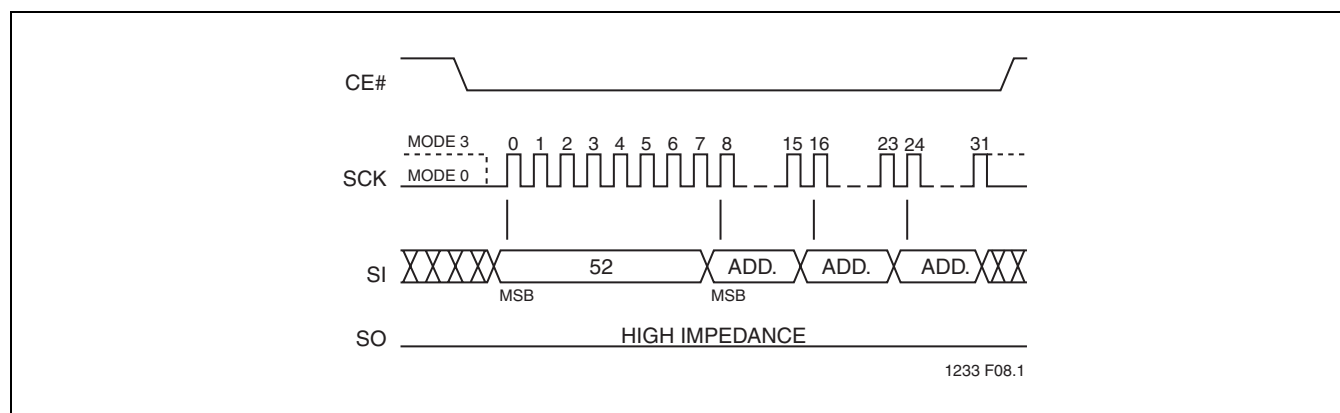 CE#
MODE 3 0 1 2 3 4 5 6 7 8 15 16 23 24 31
SCK MODE 0
SI 52 ADD. ADD. ADD.
MSB MSB
SO HIGH IMPEDANCE
1233 F08.1